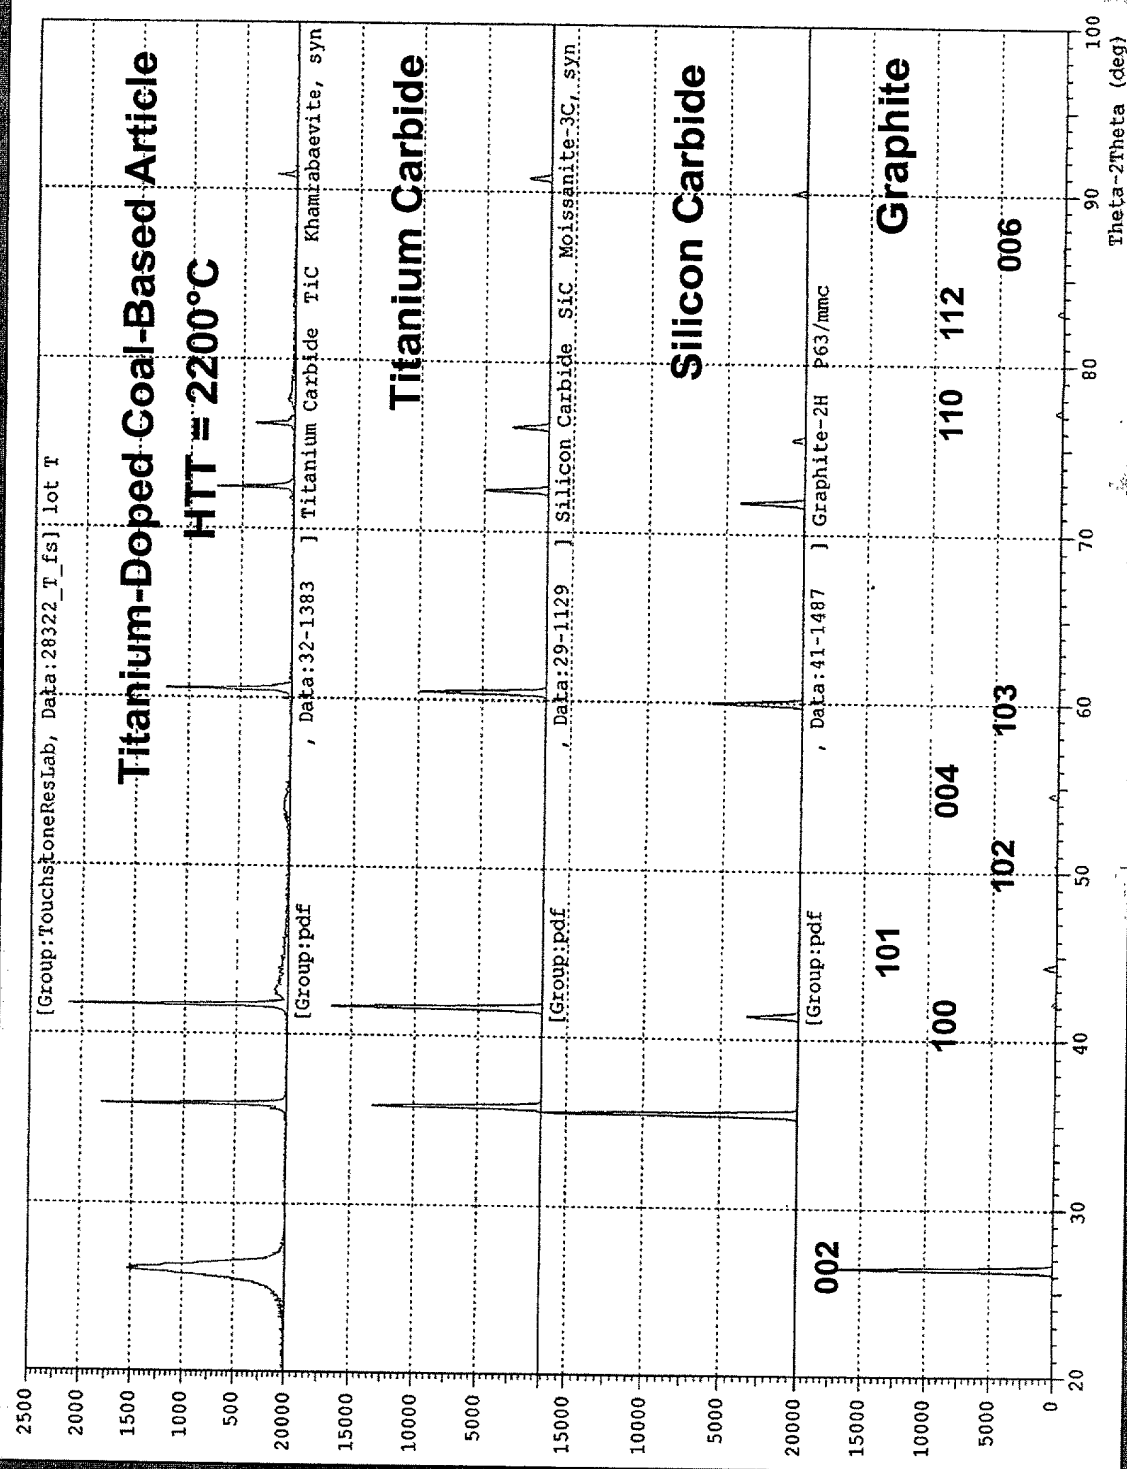 [Group:TouchstoneResLab, Data:28322_T_fs] lot T
Titanium-Doped Coal-Based Article
HTT = 2200°C
2500
2000
1500
1000
500
[Group:pdf , Data:32-1383 ] Titanium Carbide TiC Khamrabaevite, syn
Titanium Carbide
20000
15000
10000
5000
[Group:pdf , Data:29-1129 ] Silicon Carbide SiC Moissanite-3C, syn
Silicon Carbide
15000
10000
5000
[Group:pdf , Data:41-1487 ] Graphite-2H P63/mmc
Graphite
20000
15000
10000
5000
0
002
100
101
102
004
103
110
112
006
20 30 40 50 60 70 80 90 100
Theta-2Theta (deg)